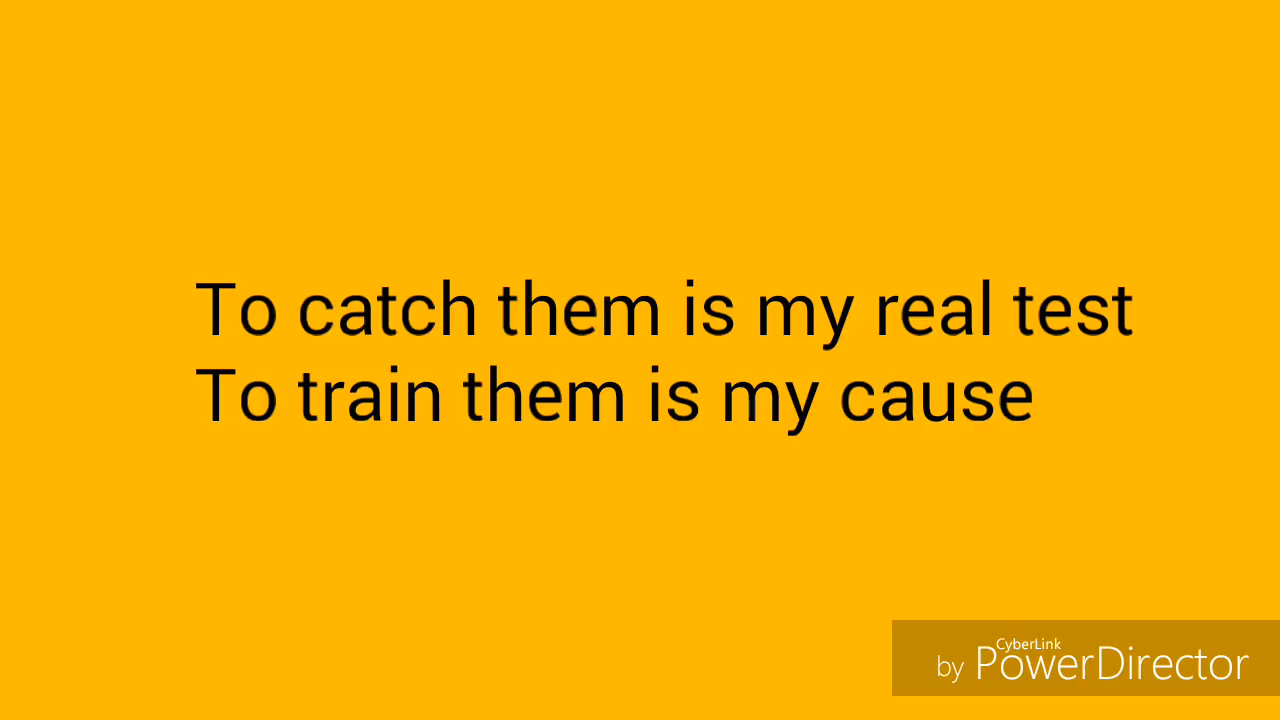 To catch them is my real test
To train them is my cause
CyberLink
by PowerDirector